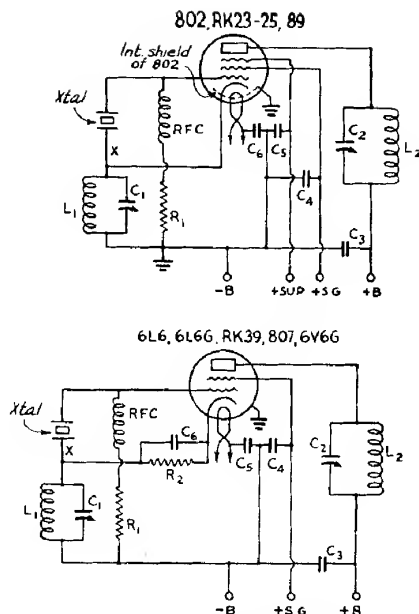 802, RK23-25, 89
Int. shield
of 802
Xtal
RFC
X
C6 C5
C2
L2
L1
C1
R1
C4
C3
-B
+SUP
+SG
+B
6L6, 6L6G, RK39, 807, 6V6G
Xtal
RFC
C6
X
R2
C5
C4
C2
L2
L1
C1
R1
C3
-B
+SG
+B